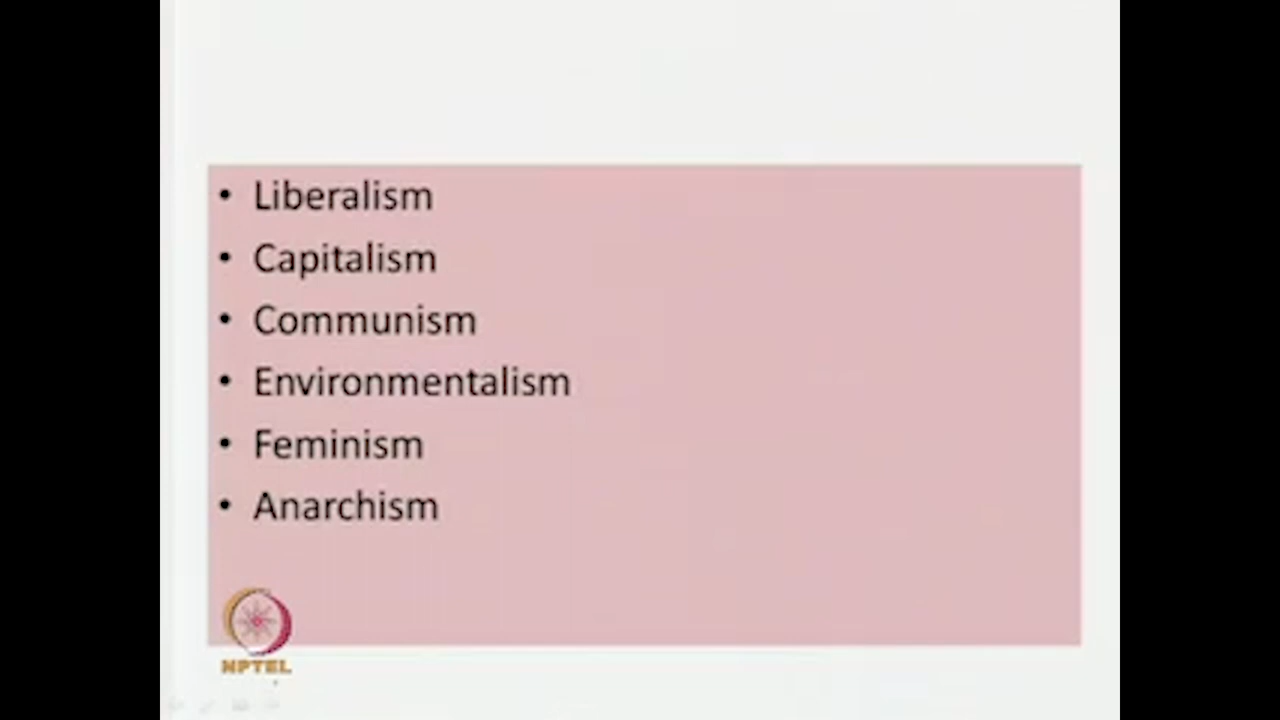 • Liberalism
• Capitalism
• Communism
• Environmentalism
• Feminism
• Anarchism
NPTEL